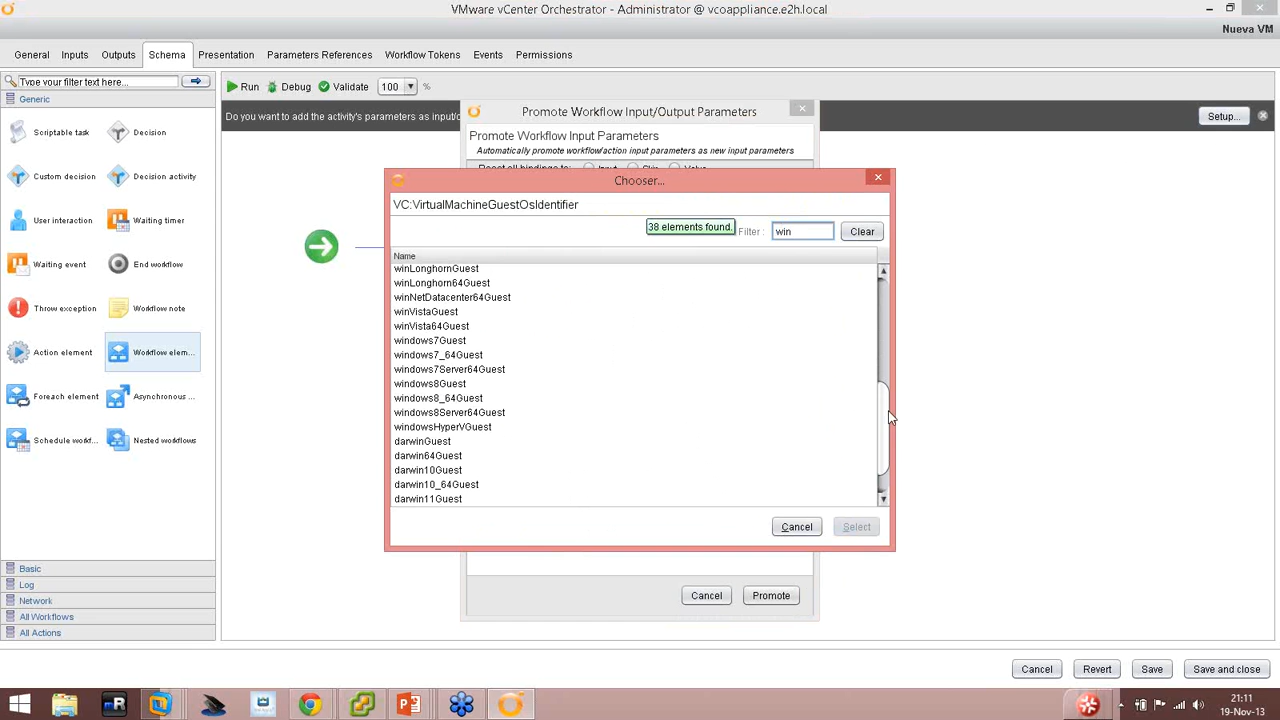 VMware vCenter Orchestrator - Administrator @ vcoappliance.e2h.local
Nueva VM
General Inputs Outputs Schema Presentation Parameters References Workflow Tokens Events Permissions
Type your filter text here...
Run Debug Validate 100 %
Generic
Do you want to add the activity's parameters as input/o
Setup...
Promote Workflow Input/Output Parameters
Promote Workflow Input Parameters
Automatically promote workflow/action input parameters as new input parameters
Reset all bindings to: Input Skip Value
Scriptable task Decision
Custom decision Decision activity
User interaction Waiting timer
Waiting event End workflow
Throw exception Workflow note
Action element Workflow elem...
Foreach element Asynchronous ...
Schedule workf... Nested workflows
Basic
Log
Network
All Workflows
All Actions
Chooser...
VC:VirtualMachineGuestOsIdentifier
38 elements found. Filter : win Clear
Name
winLonghornGuest
winLonghorn64Guest
winNetDatacenter64Guest
winVistaGuest
winVista64Guest
windows7Guest
windows7_64Guest
windows7Server64Guest
windows8Guest
windows8_64Guest
windows8Server64Guest
windowsHyperVGuest
darwinGuest
darwin64Guest
darwin10Guest
darwin10_64Guest
darwin11Guest
Cancel Select
Cancel Promote
Cancel Revert Save Save and close
21:11
19-Nov-13